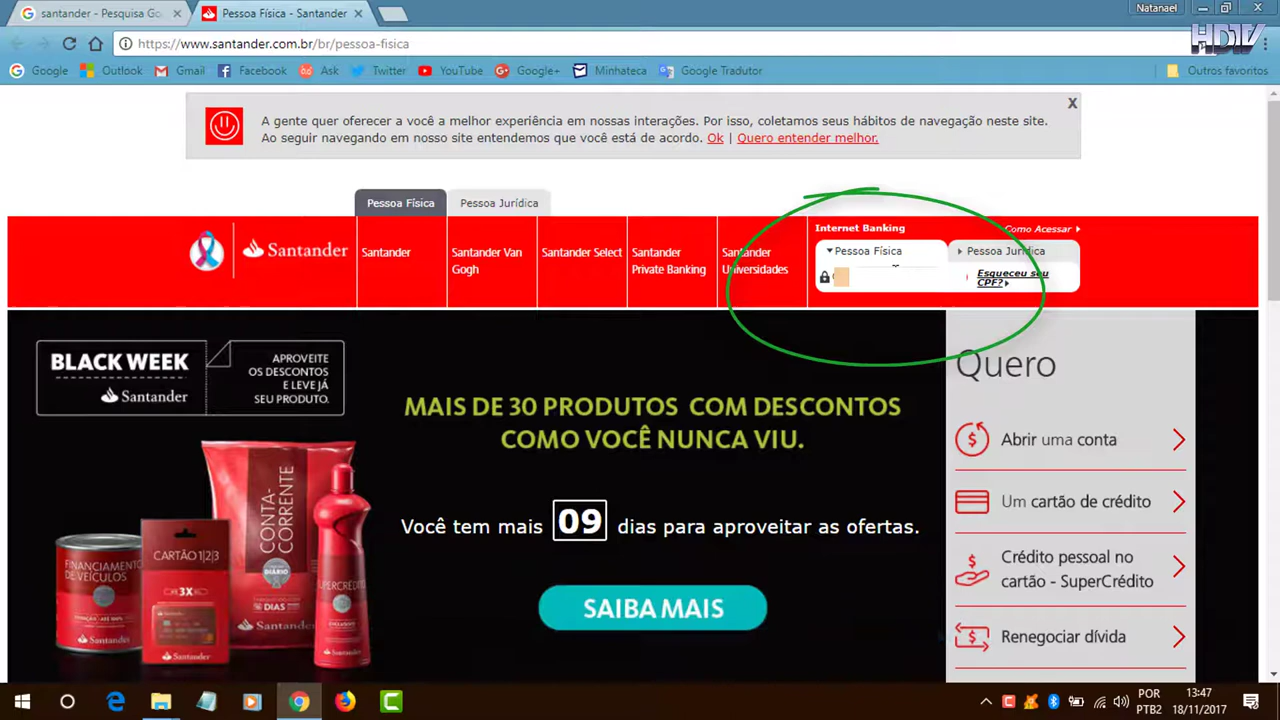 santander - Pesquisa Go
Pessoa Física - Santander
Natanael
https://www.santander.com.br/br/pessoa-fisica
HDTV
Google
Outlook
Gmail
Facebook
Ask
Twitter
YouTube
Google+
Minhateca
Google Tradutor
Outros favoritos
A gente quer oferecer a você a melhor experiência em nossas interações. Por isso, coletamos seus hábitos de navegação neste site.
Ao seguir navegando em nosso site entendemos que você está de acordo. Ok | Quero entender melhor.
X
Pessoa Física
Pessoa Jurídica
Santander
Santander
Santander Van
Gogh
Santander Select
Santander
Private Banking
Santander
Universidades
Internet Banking
Como Acessar
Pessoa Física
Pessoa Jurídica
Esqueceu seu
CPF?
BLACK WEEK
Santander
APROVEITE
OS DESCONTOS
E LEVE JÁ
SEU PRODUTO.
MAIS DE 30 PRODUTOS COM DESCONTOS
COMO VOCÊ NUNCA VIU.
Você tem mais 09 dias para aproveitar as ofertas.
SAIBA MAIS
FINANCIAMENTO
DE VEÍCULOS
Santander
CARTÃO 1|2|3
3X
Santander
CONTA-
CORRENTE
DIAS
Santander
SUPERCRÉDITO
Santander
Quero
Abrir uma conta
Um cartão de crédito
Crédito pessoal no
cartão - SuperCrédito
Renegociar dívida
POR
PTB2
13:47
18/11/2017